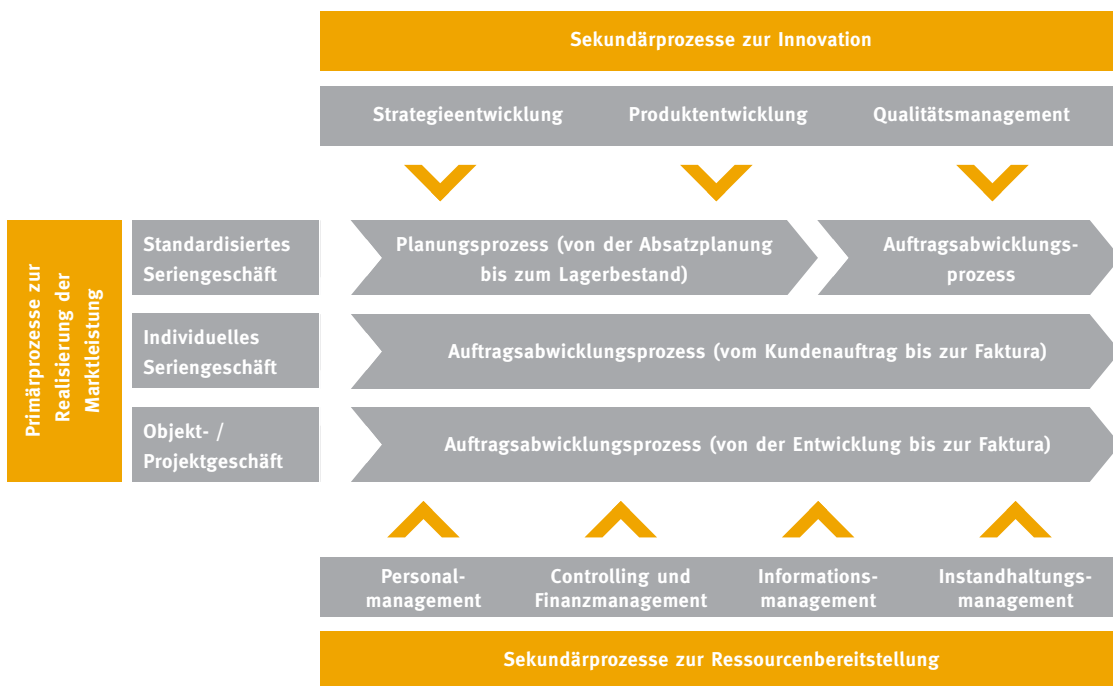 Sekundärprozesse zur Innovation
Strategieentwicklung
Produktentwicklung
Qualitätsmanagement
Primärprozesse zur
Realisierung der
Marktleistung
Standardisiertes
Seriengeschäft
Planungsprozess (von der Absatzplanung
bis zum Lagerbestand)
Auftragsabwicklungs-
prozess
Individuelles
Seriengeschäft
Auftragsabwicklungsprozess (vom Kundenauftrag bis zur Faktura)
Objekt- /
Projektgeschäft
Auftragsabwicklungsprozess (von der Entwicklung bis zur Faktura)
Personal-
management
Controlling und
Finanzmanagement
Informations-
management
Instandhaltungs-
management
Sekundärprozesse zur Ressourcenbereitstellung